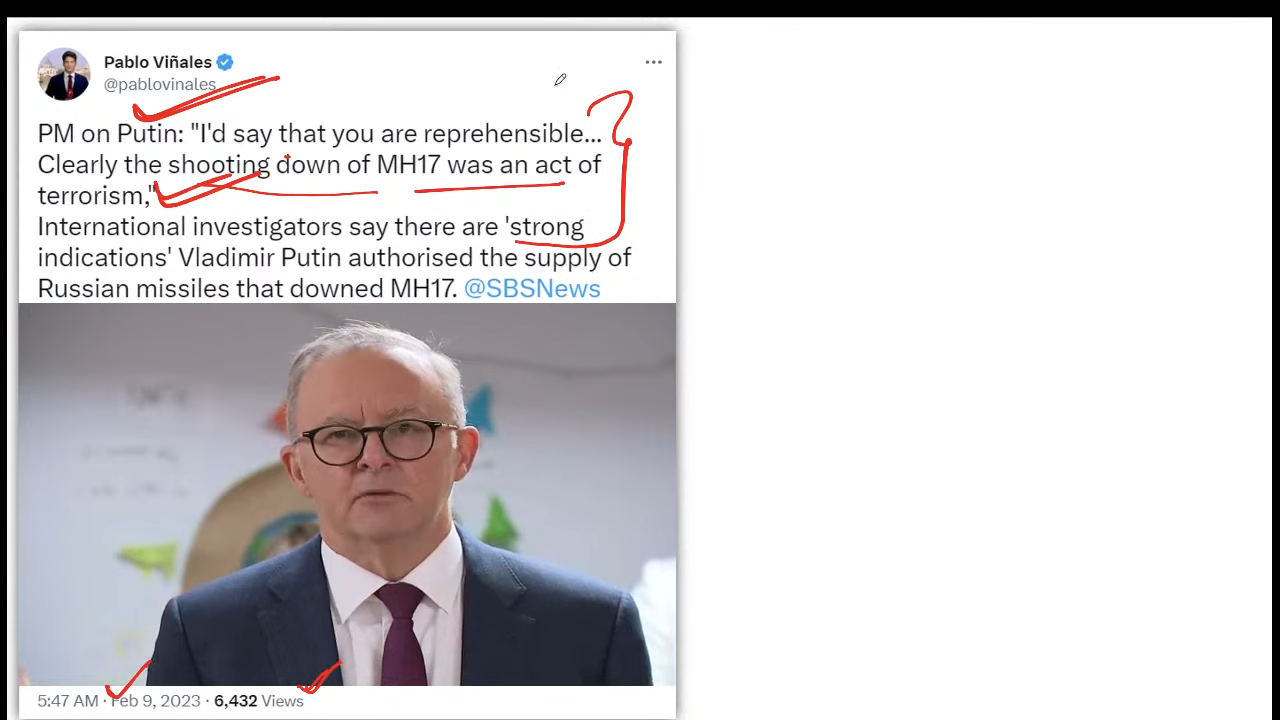 Pablo Viñales
@pablovinales
PM on Putin: "I'd say that you are reprehensible...
Clearly the shooting down of MH17 was an act of
terrorism,"
International investigators say there are 'strong
indications' Vladimir Putin authorised the supply of
Russian missiles that downed MH17. @SBSNews
5:47 AM · Feb 9, 2023 · 6,432 Views